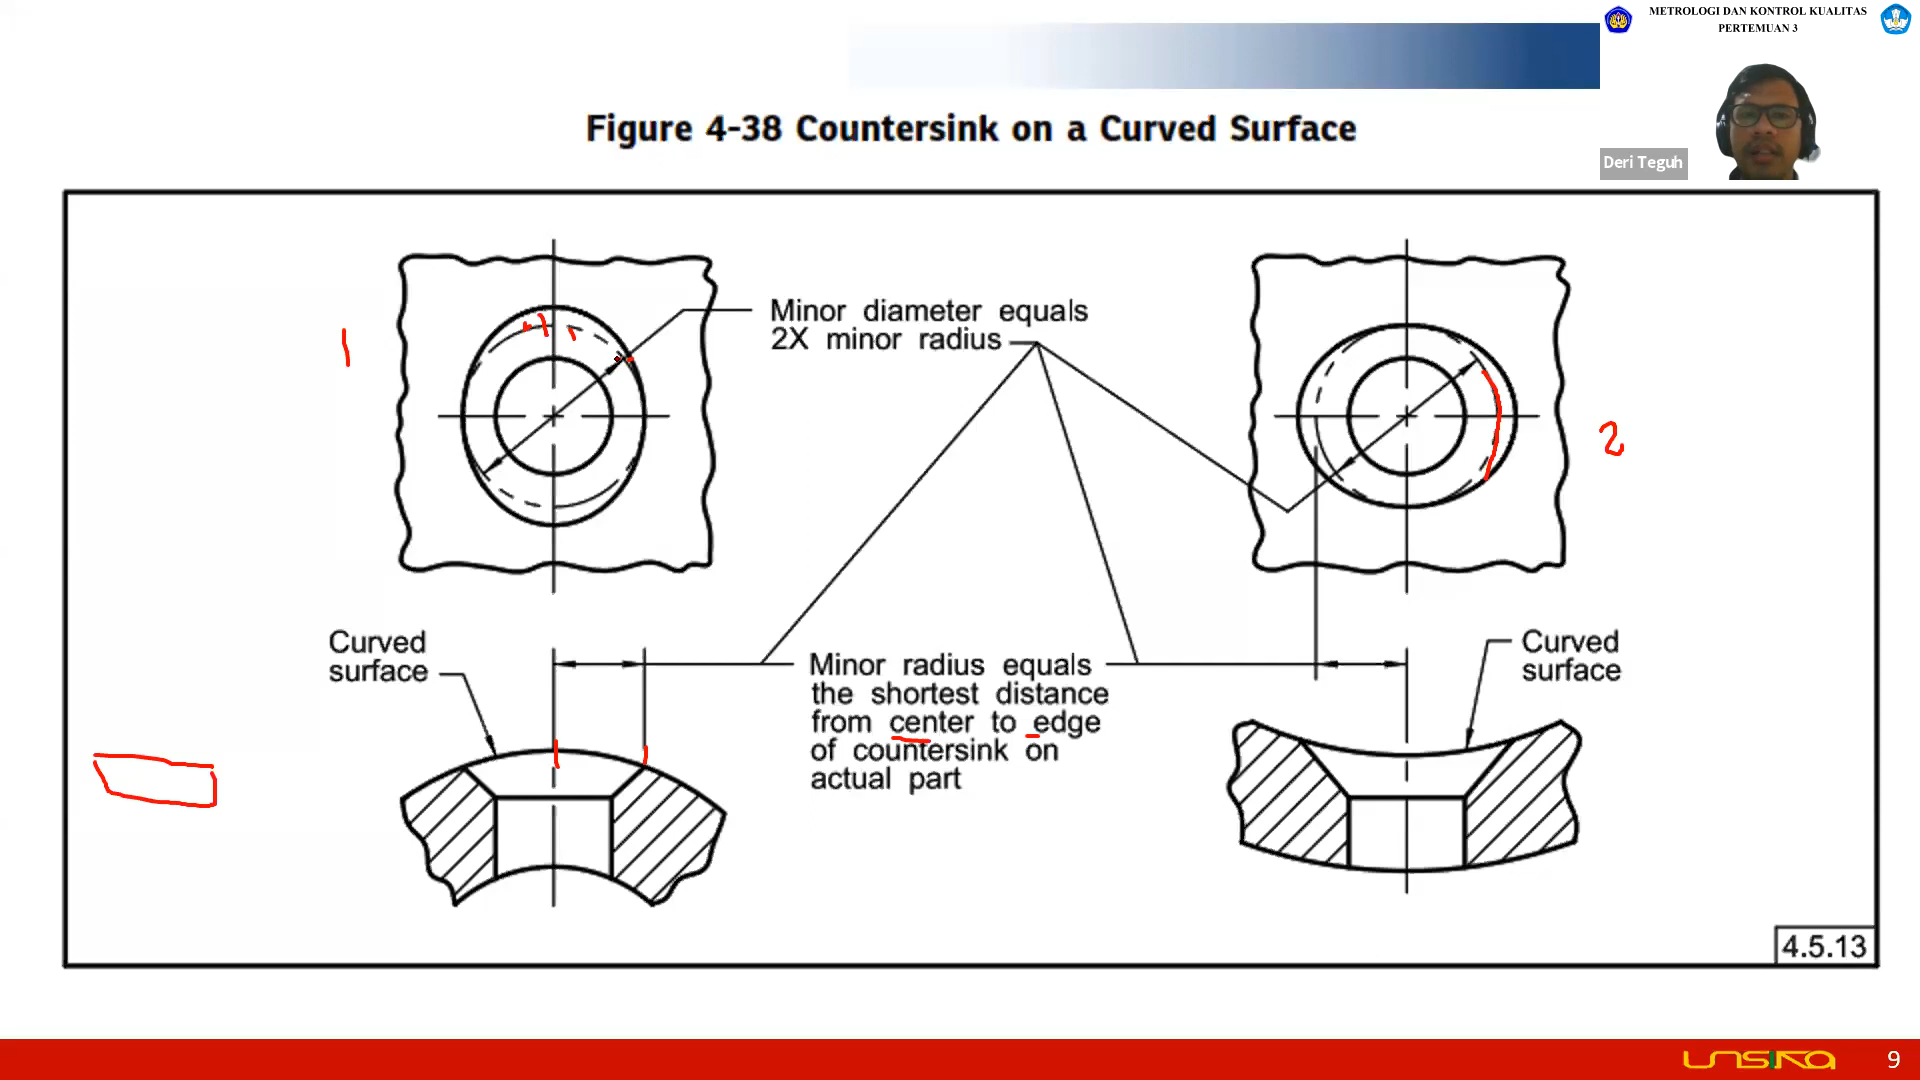 METROLOGI DAN KONTROL KUALITAS
PERTEMUAN 3
Deri Teguh
Figure 4-38 Countersink on a Curved Surface
1
Minor diameter equals
2X minor radius
2
Curved
surface
Minor radius equals
the shortest distance
from center to edge
of countersink on
actual part
Curved
surface
4.5.13
unsika
9